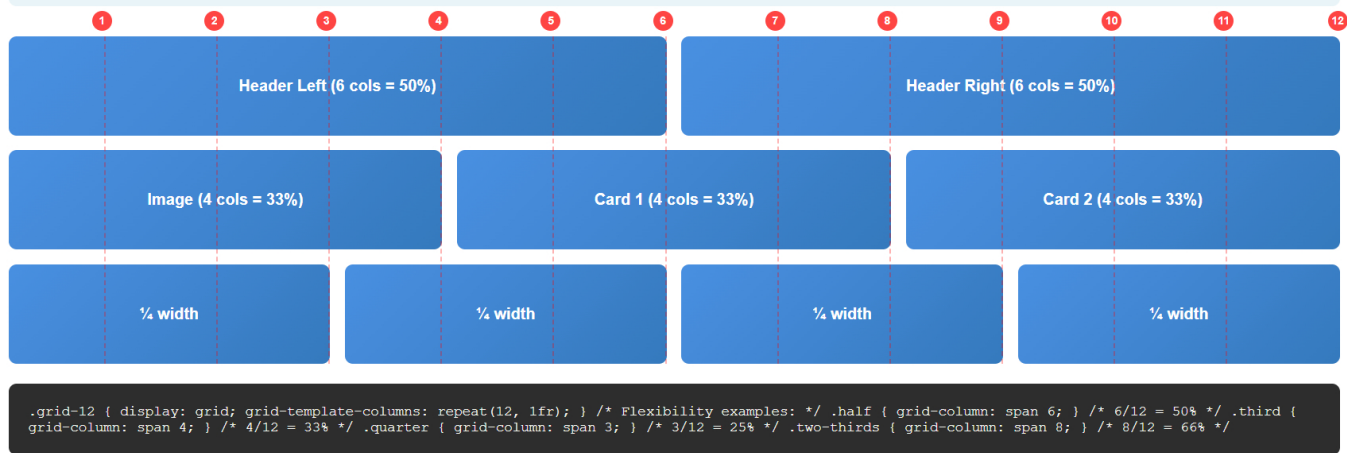 1 2 3 4 5 6 7 8 9 10 11 12
Header Left (6 cols = 50%) Header Right (6 cols = 50%)
Image (4 cols = 33%) Card 1 (4 cols = 33%) Card 2 (4 cols = 33%)
¼ width ¼ width ¼ width ¼ width
.grid-12 { display: grid; grid-template-columns: repeat(12, 1fr); } /* Flexibility examples: */ .half { grid-column: span 6; } /* 6/12 = 50% */ .third {
grid-column: span 4; } /* 4/12 = 33% */ .quarter { grid-column: span 3; } /* 3/12 = 25% */ .two-thirds { grid-column: span 8; } /* 8/12 = 66% */